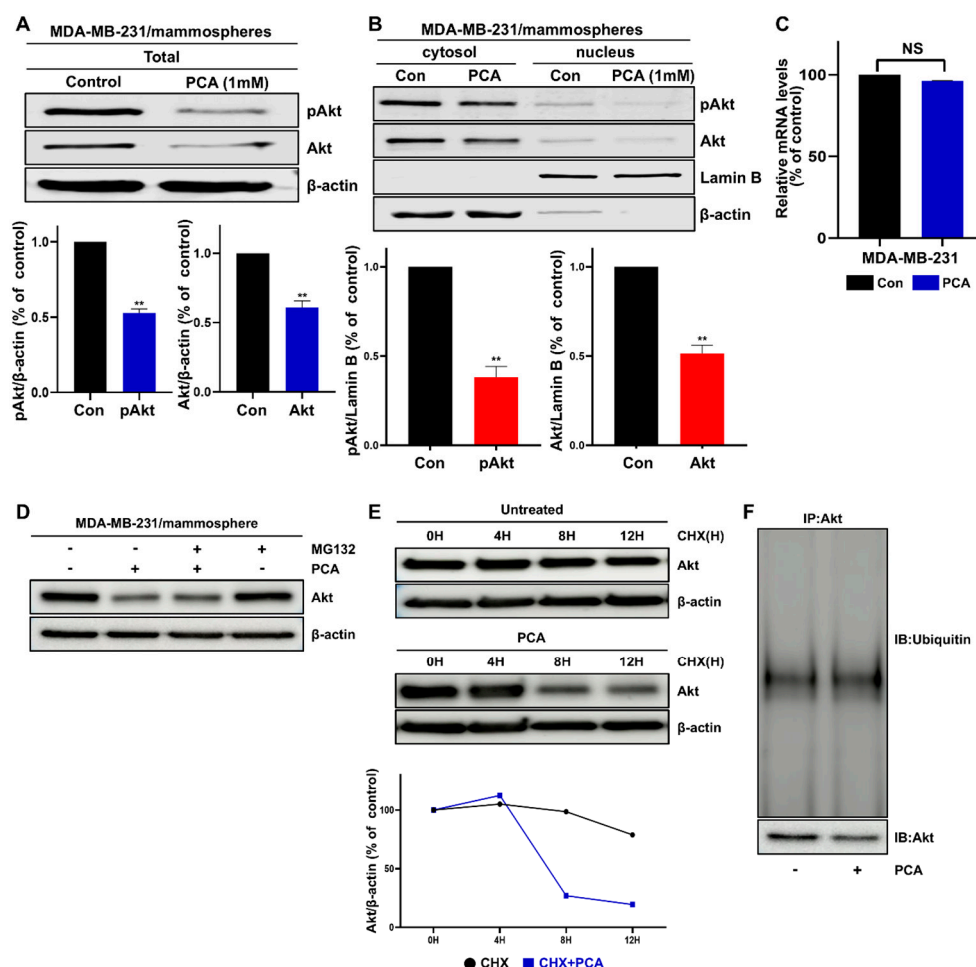 A
MDA-MB-231/mammospheres
Total
Control PCA (1mM)
pAkt
Akt
β-actin
pAkt/β-actin (% of control)
1.0
0.5
0.0
**
Con pAkt
Akt/β-actin (% of control)
1.0
0.5
0.0
**
Con Akt
B
MDA-MB-231/mammospheres
cytosol nucleus
Con PCA Con PCA (1mM)
pAkt
Akt
Lamin B
β-actin
pAkt/Lamin B (% of control)
1.0
0.5
0.0
**
Con pAkt
Akt/Lamin B (% of control)
1.0
0.5
0.0
**
Con Akt
C
Relative mRNA levels
(% of control)
NS
100
50
0
MDA-MB-231
Con PCA
D
MDA-MB-231/mammosphere
- - + + MG132
- + + - PCA
Akt
β-actin
E
Untreated
0H 4H 8H 12H CHX(H)
Akt
β-actin
PCA
0H 4H 8H 12H CHX(H)
Akt
β-actin
Akt/β-actin (% of control)
100
50
0
0H 4H 8H 12H
CHX CHX+PCA
F
IP:Akt
IB:Ubiquitin
IB:Akt
- + PCA